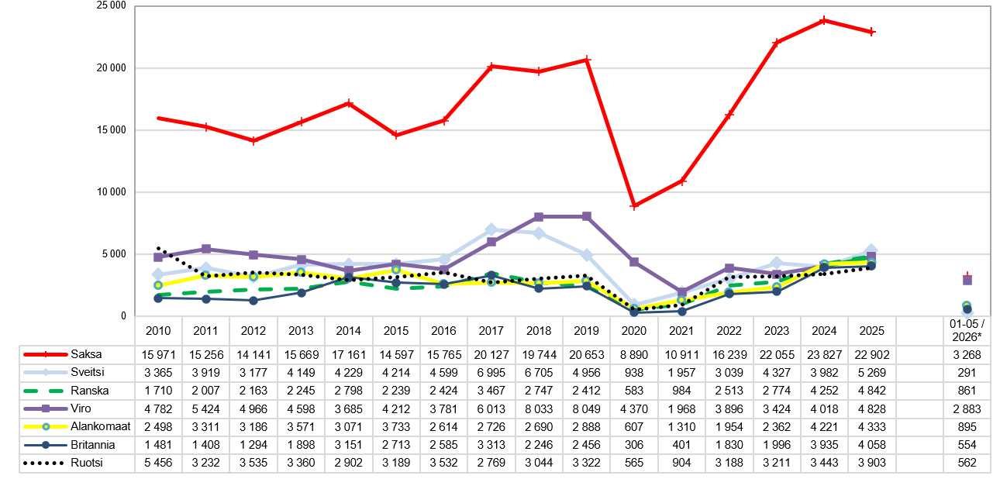 25 000
20 000
15 000
10 000
5 000
0
2010 2011 2012 2013 2014 2015 2016 2017 2018 2019 2020 2021 2022 2023 2024 2025 01-05 /
2026*
Saksa 15 971 15 256 14 141 15 669 17 161 14 597 15 765 20 127 19 744 20 653 8 890 10 911 16 239 22 055 23 827 22 902 3 268
Sveitsi 3 365 3 919 3 177 4 149 4 229 4 214 4 599 6 995 6 705 4 956 938 1 957 3 039 4 327 3 982 5 269 291
Ranska 1 710 2 007 2 163 2 245 2 798 2 239 2 424 3 467 2 747 2 412 583 984 2 513 2 774 4 252 4 842 861
Viro 4 782 5 424 4 966 4 598 3 685 4 212 3 781 6 013 8 033 8 049 4 370 1 968 3 896 3 424 4 018 4 828 2 883
Alankomaat 2 498 3 311 3 186 3 571 3 071 3 733 2 614 2 726 2 690 2 888 607 1 310 1 954 2 362 4 221 4 333 895
Britannia 1 481 1 408 1 294 1 898 3 151 2 713 2 585 3 313 2 246 2 456 306 401 1 830 1 996 3 935 4 058 554
Ruotsi 5 456 3 232 3 535 3 360 2 902 3 189 3 532 2 769 3 044 3 322 565 904 3 188 3 211 3 443 3 903 562